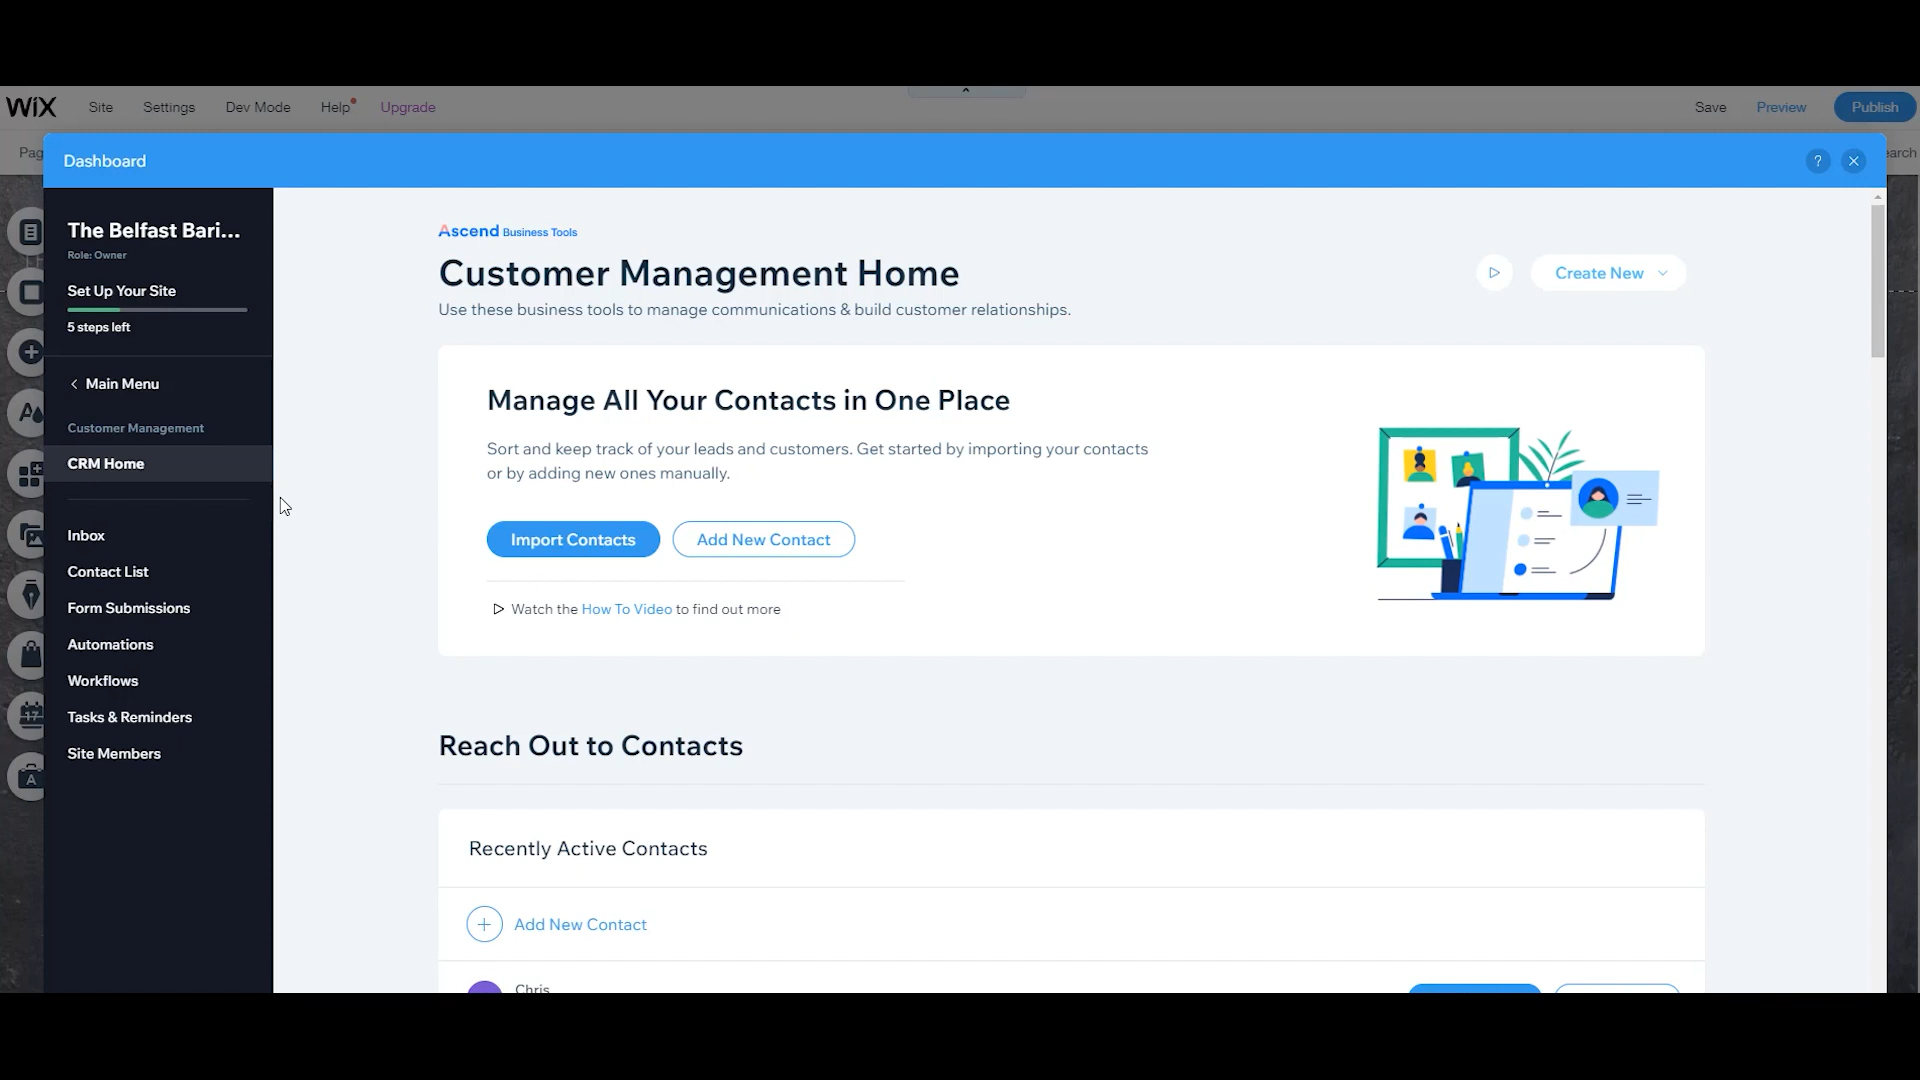 WiX Site Settings Dev Mode Help Upgrade Save Preview Publish
Pag
Dashboard
?
earch
The Belfast Bari...
Role: Owner
Set Up Your Site
5 steps left
Main Menu
Customer Management
CRM Home
Inbox
Contact List
Form Submissions
Automations
Workflows
Tasks & Reminders
Site Members
Ascend Business Tools
Customer Management Home
Create New
Use these business tools to manage communications & build customer relationships.
Manage All Your Contacts in One Place
Sort and keep track of your leads and customers. Get started by importing your contacts
or by adding new ones manually.
Import Contacts
Add New Contact
Watch the How To Video to find out more
Reach Out to Contacts
Recently Active Contacts
Add New Contact
Chris